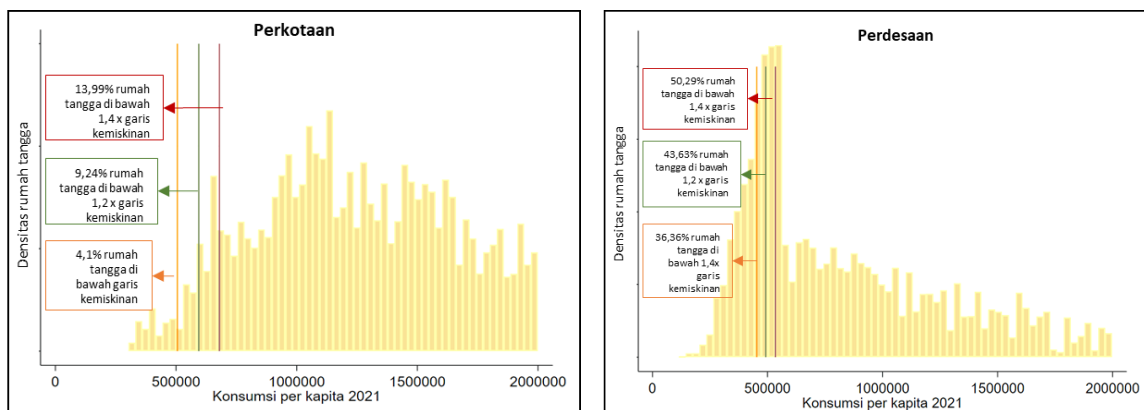 Perkotaan
Densitas rumah tangga
13,99% rumah
tangga di bawah
1,4 x garis
kemiskinan
9,24% rumah
tangga di bawah
1,2 x garis
kemiskinan
4,1% rumah
tangga di
bawah garis
kemiskinan
0 500000 1000000 1500000 2000000
Konsumsi per kapita 2021
Perdesaan
Densitas rumah tangga
50,29% rumah
tangga di bawah
1,4 x garis
kemiskinan
43,63% rumah
tangga di bawah
1,2 x garis
kemiskinan
36,36% rumah
tangga di
bawah 1,4x
garis
kemiskinan
0 500000 1000000 1500000 2000000
Konsumsi per kapita 2021